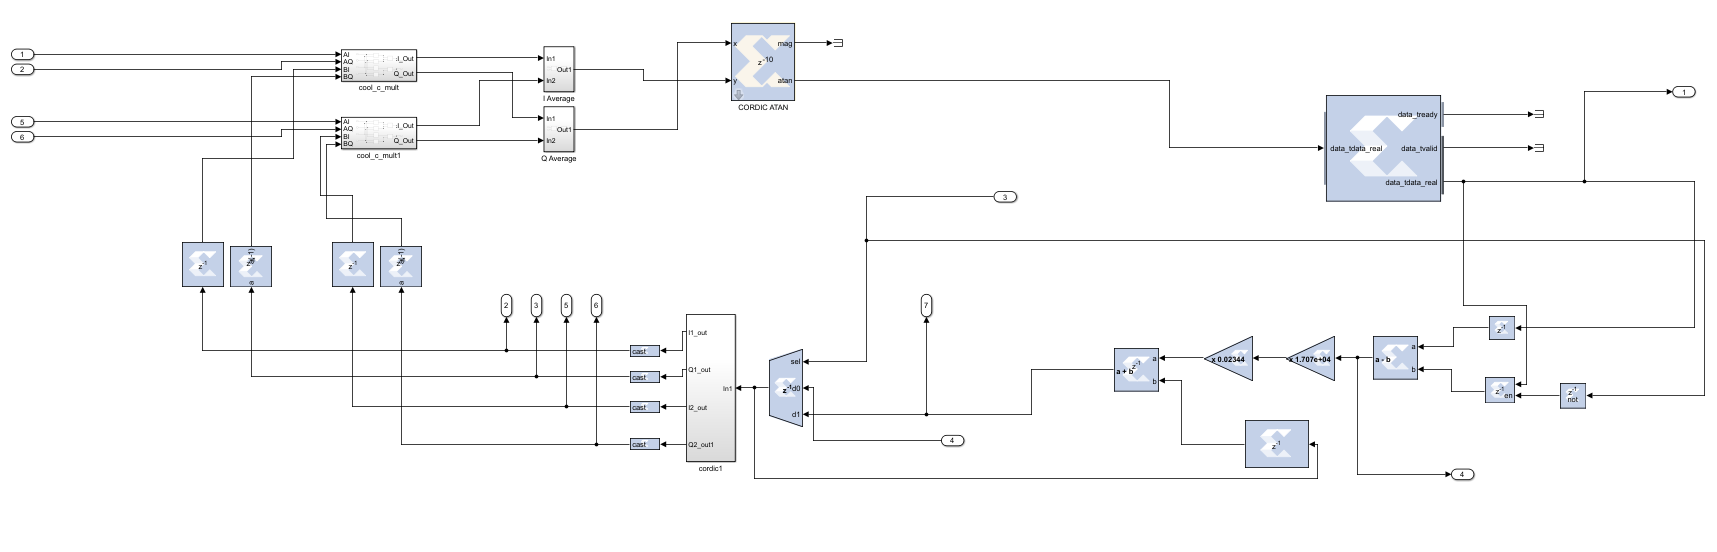 1
2
AI
AQ
BI
BQ
I_Out
Q_Out
cool_c_mult
5
6
AI
AQ
BI
BQ
I_Out
Q_Out
cool_c_mult1
In1
In2
Out1
I Average
In1
In2
Out1
Q Average
x
y
z-10
mag
atan
CORDIC ATAN
data_tdata_real
data_tready
data_tvalid
data_tdata_real
1
3
z-1
z-1
2
3
5
6
7
cast
cast
cast
cast
I1_out
Q1_out
I2_out
Q2_out1
In1
cordic1
sel
z-1
d0
d1
4
a
b
z-1
a + b
x 0.02344
x 1.707e+04
a
b
a - b
z-1
z-1
en
z-1
not
z-1
4